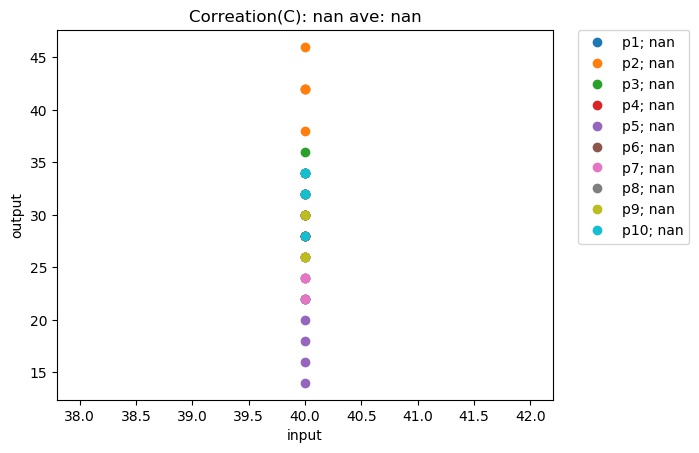 Correation(C): nan ave: nan
output
45
40
35
30
25
20
15
38.0 38.5 39.0 39.5 40.0 40.5 41.0 41.5 42.0
input
p1; nan
p2; nan
p3; nan
p4; nan
p5; nan
p6; nan
p7; nan
p8; nan
p9; nan
p10; nan